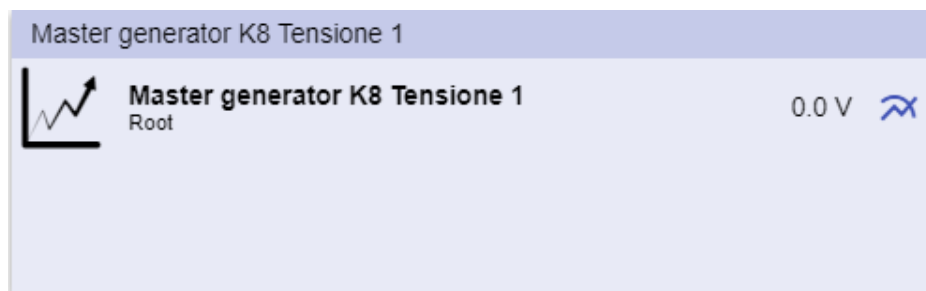 Master generator K8 Tensione 1
Master generator K8 Tensione 1
0.0 V
Root